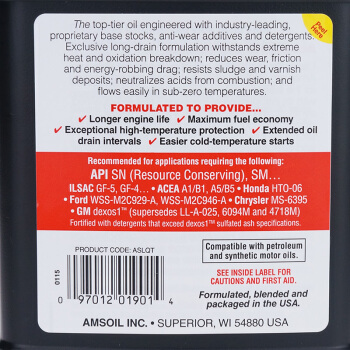 The top-tier oil engineered with industry-leading,
proprietary base stocks, anti-wear additives and detergents.
Exclusive long-drain formulation withstands extreme
heat and oxidation breakdown; reduces wear, friction
and energy-robbing drag; resists sludge and varnish
deposits; neutralizes acids from combustion; and
flows easily in sub-zero temperatures.
Peel
Here
FORMULATED TO PROVIDE...
✓ Longer engine life ✓ Maximum fuel economy
✓ Exceptional high-temperature protection ✓ Extended oil
drain intervals ✓ Easier cold-temperature starts
Recommended for applications requiring the following:
API SN (Resource Conserving), SM...
ILSAC GF-5, GF-4... • ACEA A1/B1, A5/B5 • Honda HTO-06
• Ford WSS-M2C929-A, WSS-M2C946-A • Chrysler MS-6395
• GM dexos1™ (supersedes LL-A-025, 6094M and 4718M)
Fortified with detergents that exceed dexos1™ sulfated ash specifications.
PRODUCT CODE: ASLQT
0115
0 97012 01901 4
Compatible with petroleum
and synthetic motor oils.
SEE INSIDE LABEL FOR
CAUTIONS AND FIRST AID.
Formulated, blended and
packaged in the USA.
AMSOIL INC. • SUPERIOR, WI 54880 USA